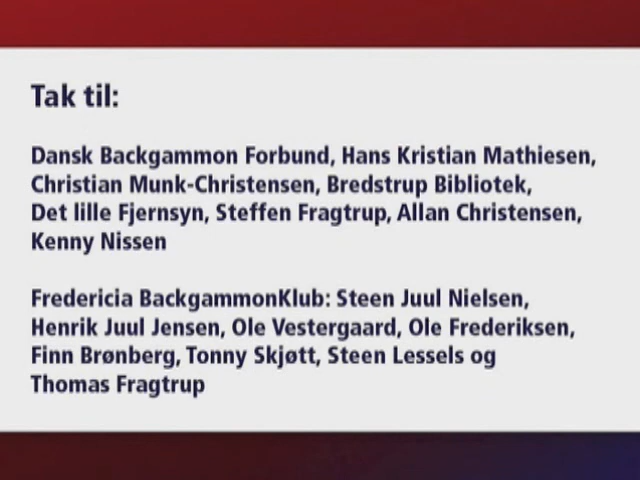 Tak til:
Dansk Backgammon Forbund, Hans Kristian Mathiesen,
Christian Munk-Christensen, Bredstrup Bibliotek,
Det lille Fjernsyn, Steffen Fragtrup, Allan Christensen,
Kenny Nissen
Fredericia BackgammonKlub: Steen Juul Nielsen,
Henrik Juul Jensen, Ole Vestergaard, Ole Frederiksen,
Finn Brønberg, Tonny Skjøtt, Steen Lessels og
Thomas Fragtrup